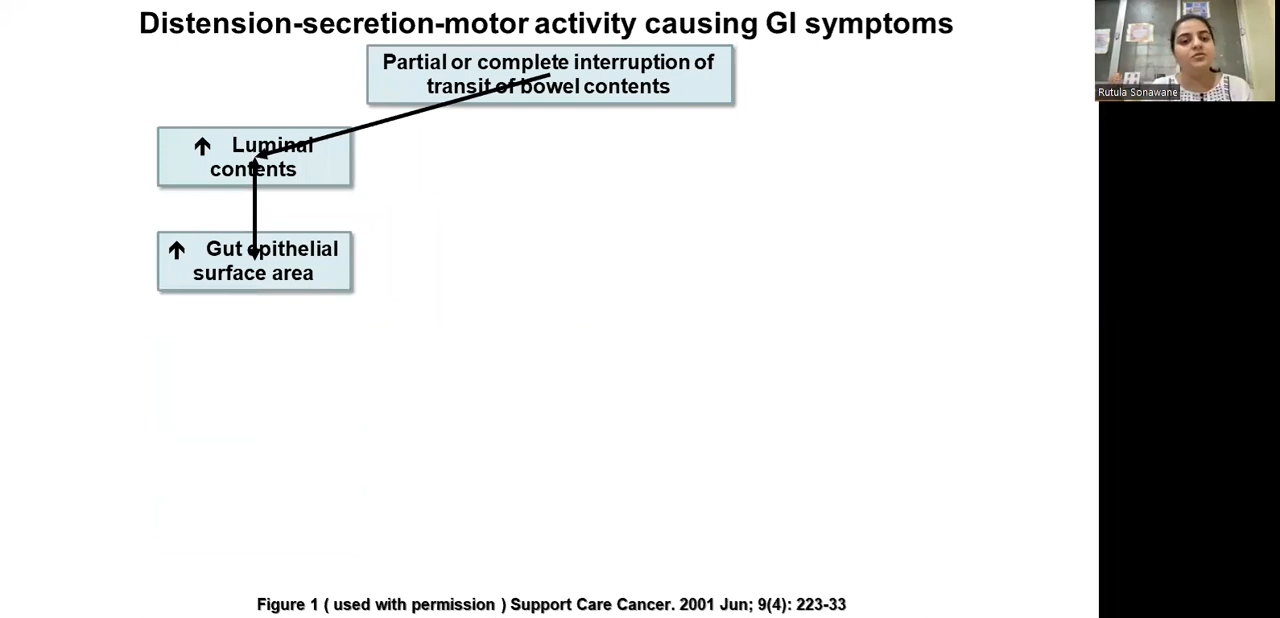 Distension-secretion-motor activity causing GI symptoms
Partial or complete interruption of
transit of bowel contents
Rutula Sonawane
↑ Luminal
contents
↑ Gut epithelial
surface area
Figure 1 ( used with permission ) Support Care Cancer. 2001 Jun; 9(4): 223-33